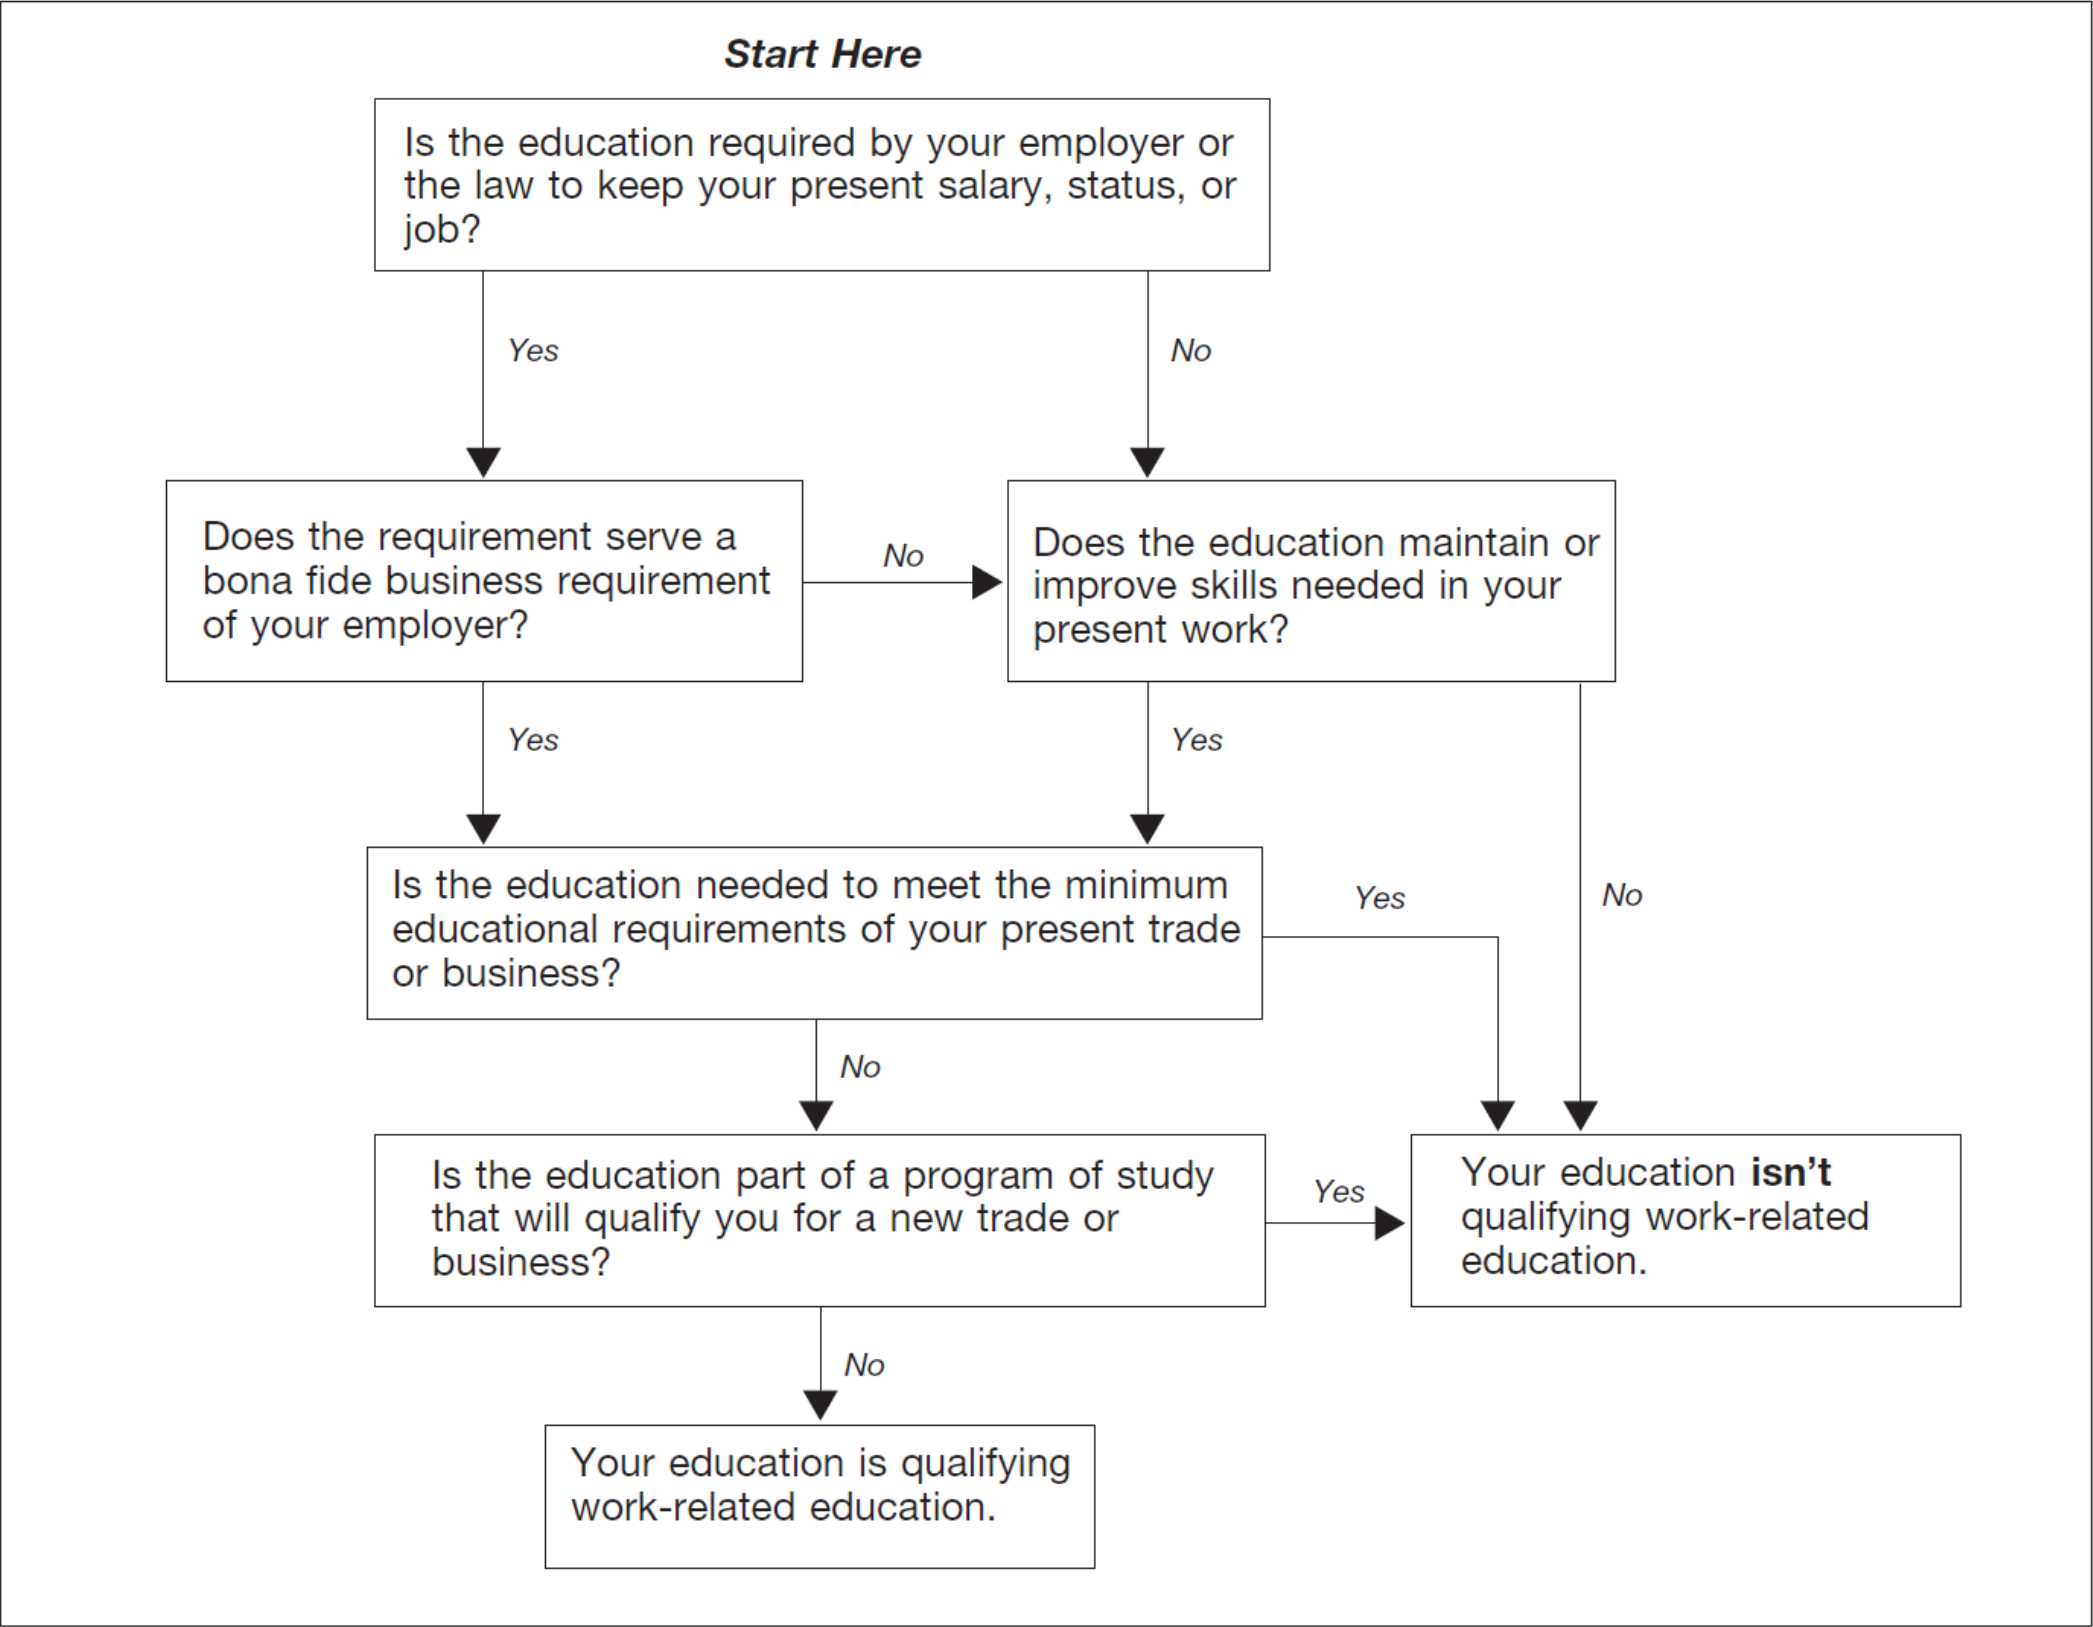 Start Here
Is the education required by your employer or
the law to keep your present salary, status, or
job?
Yes
No
Does the requirement serve a
bona fide business requirement
of your employer?
No
Does the education maintain or
improve skills needed in your
present work?
Yes
Yes
Is the education needed to meet the minimum
educational requirements of your present trade
or business?
Yes
No
No
Is the education part of a program of study
that will qualify you for a new trade or
business?
Yes
Your education isn’t
qualifying work-related
education.
No
Your education is qualifying
work-related education.